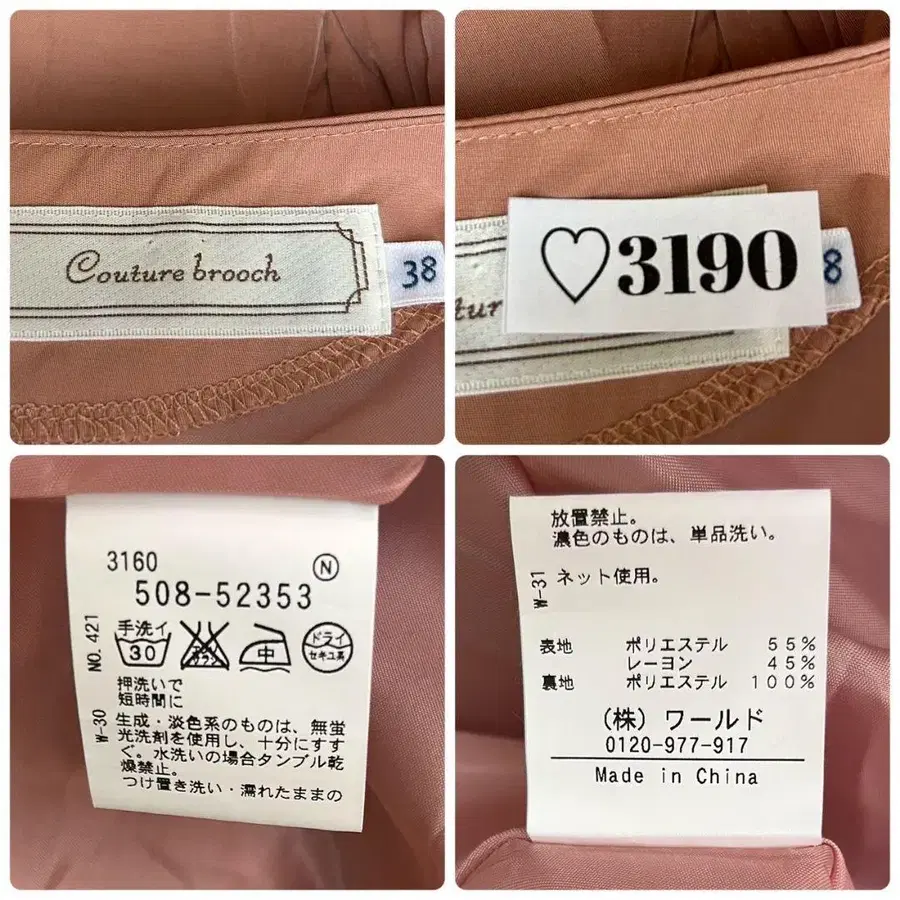 Couture brooch
38
♡3190
tur
8
3160
Ⓝ
508-52353
NO. 421
手洗イ
30
エンソ
サラシ
中
ドライ
セキユ系
W-30
押洗いで
短時間に
生成・淡色系のものは、無蛍
光洗剤を使用し、十分にすす
ぐ。水洗いの場合タンブル乾
燥禁止。
つけ置き洗い・濡れたままの
放置禁止。
濃色のものは、単品洗い。
W-31
ネット使用。
表地 ポリエステル 55%
レーヨン 45%
裏地 ポリエステル 100%
(株) ワールド
0120-977-917
Made in China